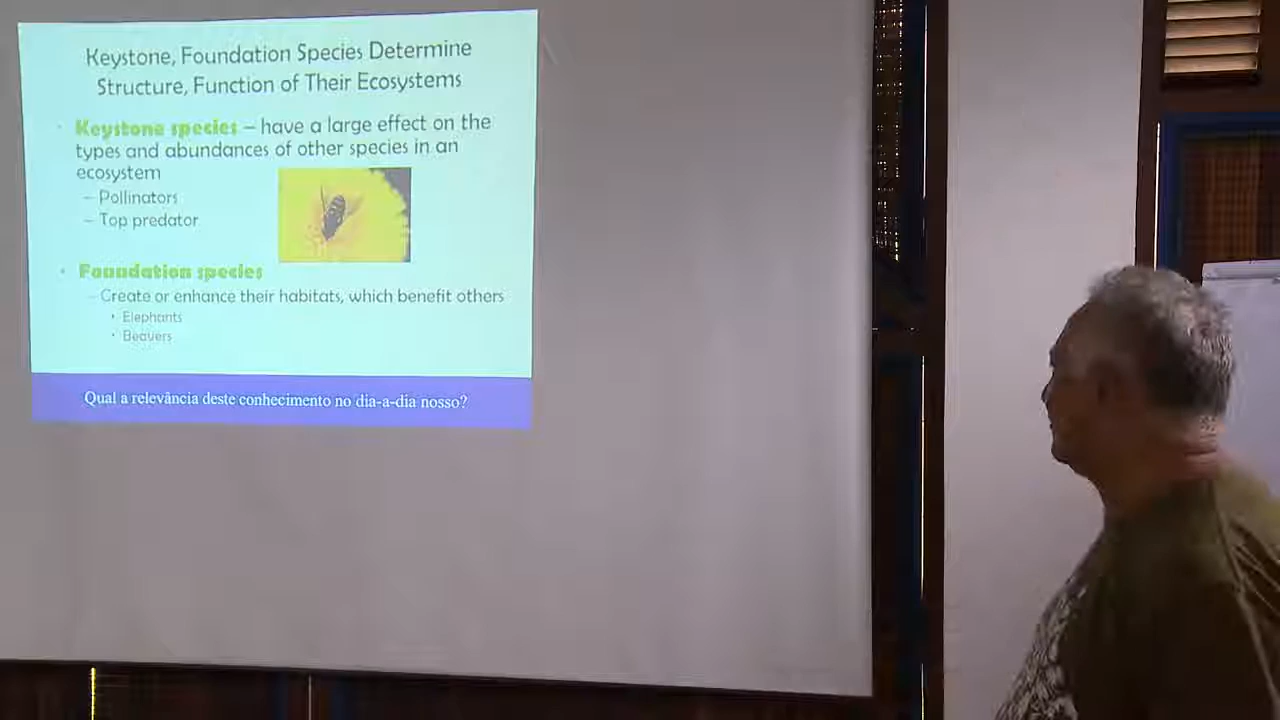 Keystone, Foundation Species Determine
Structure, Function of Their Ecosystems
• Keystone species – have a large effect on the
types and abundances of other species in an
ecosystem
– Pollinators
– Top predator
• Foundation species
– Create or enhance their habitats, which benefit others
• Elephants
• Beavers
Qual a relevância deste conhecimento no dia-a-dia nosso?